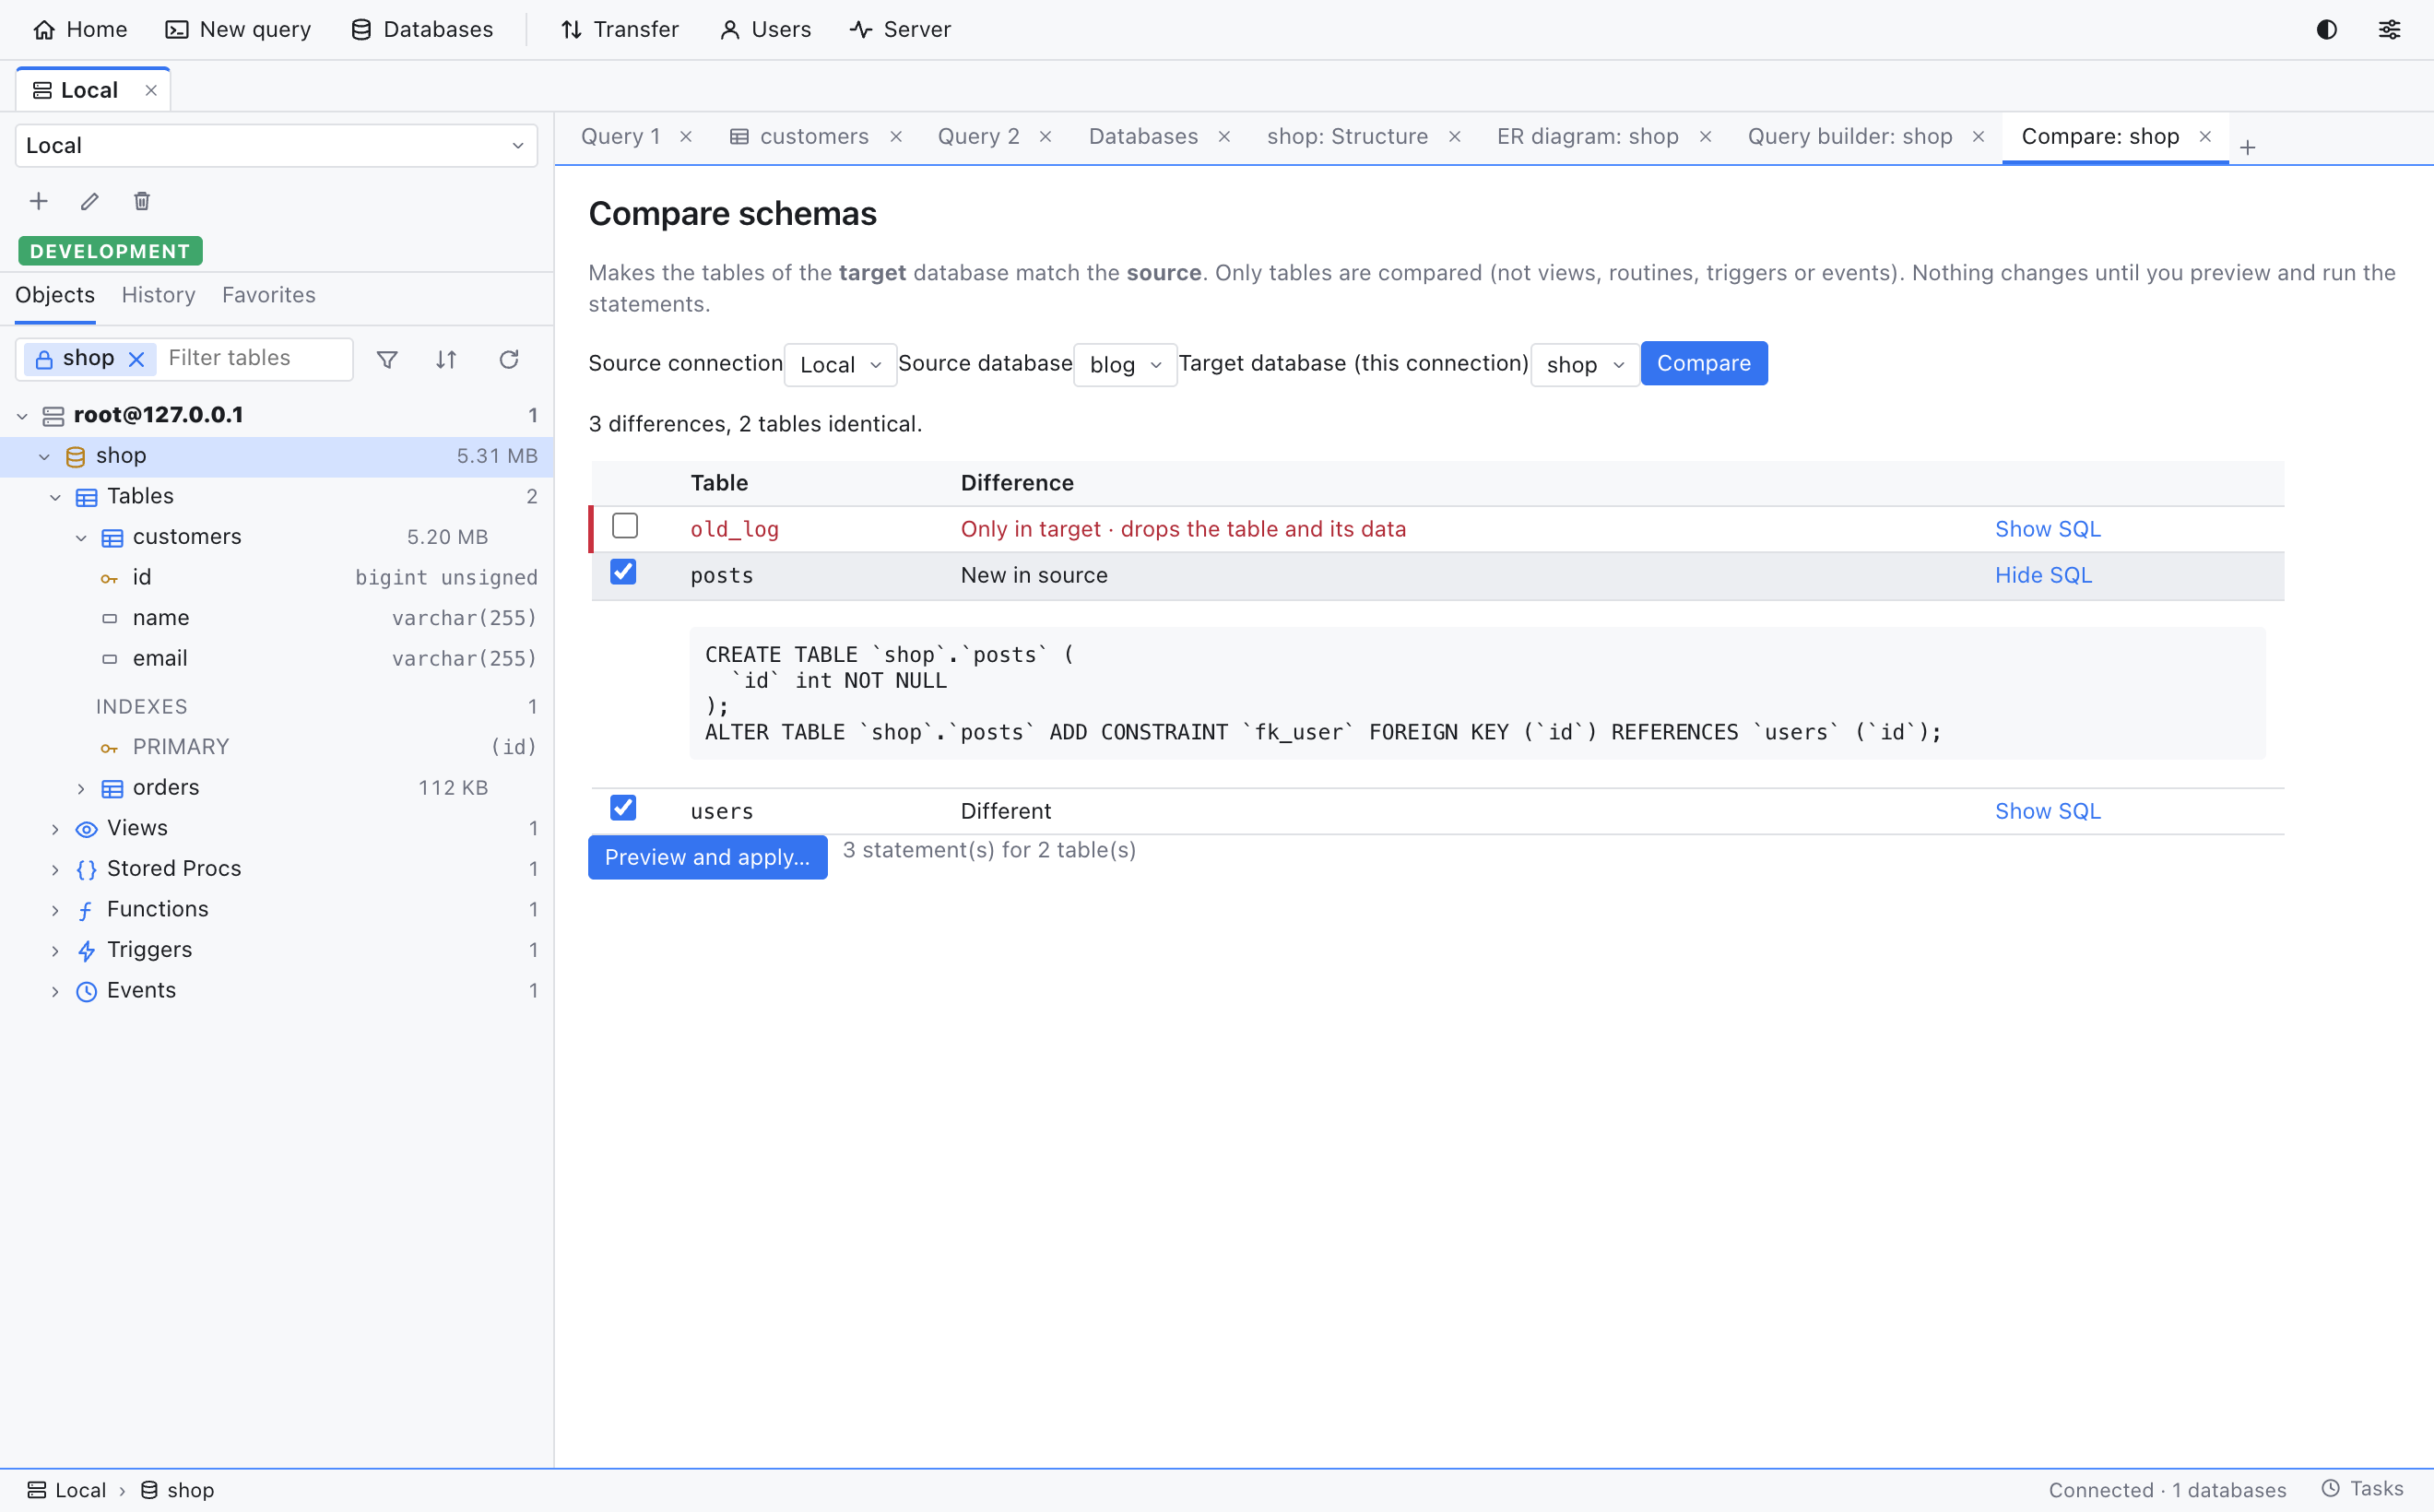 Home New query Databases Transfer Users Server
Local
Local
DEVELOPMENT
Objects History Favorites
shop Filter tables
root@127.0.0.1 1
shop 5.31 MB
Tables 2
customers 5.20 MB
id bigint unsigned
name varchar(255)
email varchar(255)
INDEXES 1
PRIMARY (id)
orders 112 KB
Views 1
{} Stored Procs 1
Functions 1
Triggers 1
Events 1
Query 1 customers Query 2 Databases shop: Structure ER diagram: shop Query builder: shop Compare: shop
Compare schemas
Makes the tables of the target database match the source. Only tables are compared (not views, routines, triggers or events). Nothing changes until you preview and run the
statements.
Source connection Local Source database blog Target database (this connection) shop Compare
3 differences, 2 tables identical.
Table Difference
old_log Only in target · drops the table and its data Show SQL
posts New in source Hide SQL
CREATE TABLE `shop`.`posts` (
`id` int NOT NULL
);
ALTER TABLE `shop`.`posts` ADD CONSTRAINT `fk_user` FOREIGN KEY (`id`) REFERENCES `users` (`id`);
users Different Show SQL
Preview and apply... 3 statement(s) for 2 table(s)
Local › shop
Connected · 1 databases Tasks